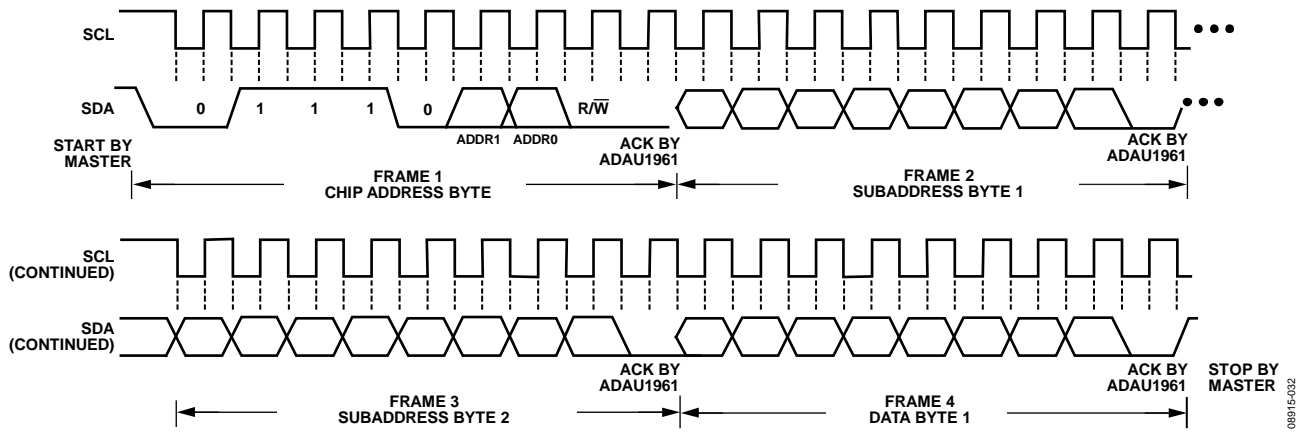 SCL
SDA
0 1 1 1 0 R/W̅
ADDR1 ADDR0
START BY
MASTER
ACK BY
ADAU1961
ACK BY
ADAU1961
FRAME 1
CHIP ADDRESS BYTE
FRAME 2
SUBADDRESS BYTE 1
SCL
(CONTINUED)
SDA
(CONTINUED)
ACK BY
ADAU1961
ACK BY
ADAU1961
STOP BY
MASTER
FRAME 3
SUBADDRESS BYTE 2
FRAME 4
DATA BYTE 1
08915-032